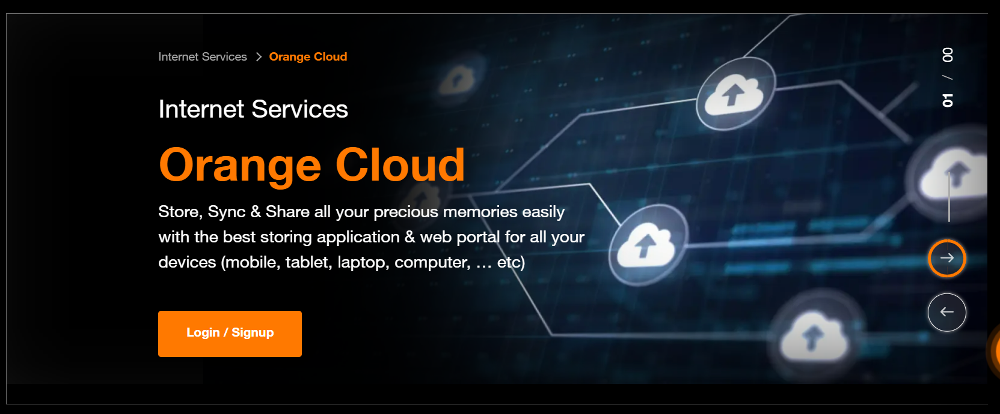 Internet Services > Orange Cloud
Internet Services
Orange Cloud
Store, Sync & Share all your precious memories easily
with the best storing application & web portal for all your
devices (mobile, tablet, laptop, computer, ... etc)
Login / Signup
01 / 00